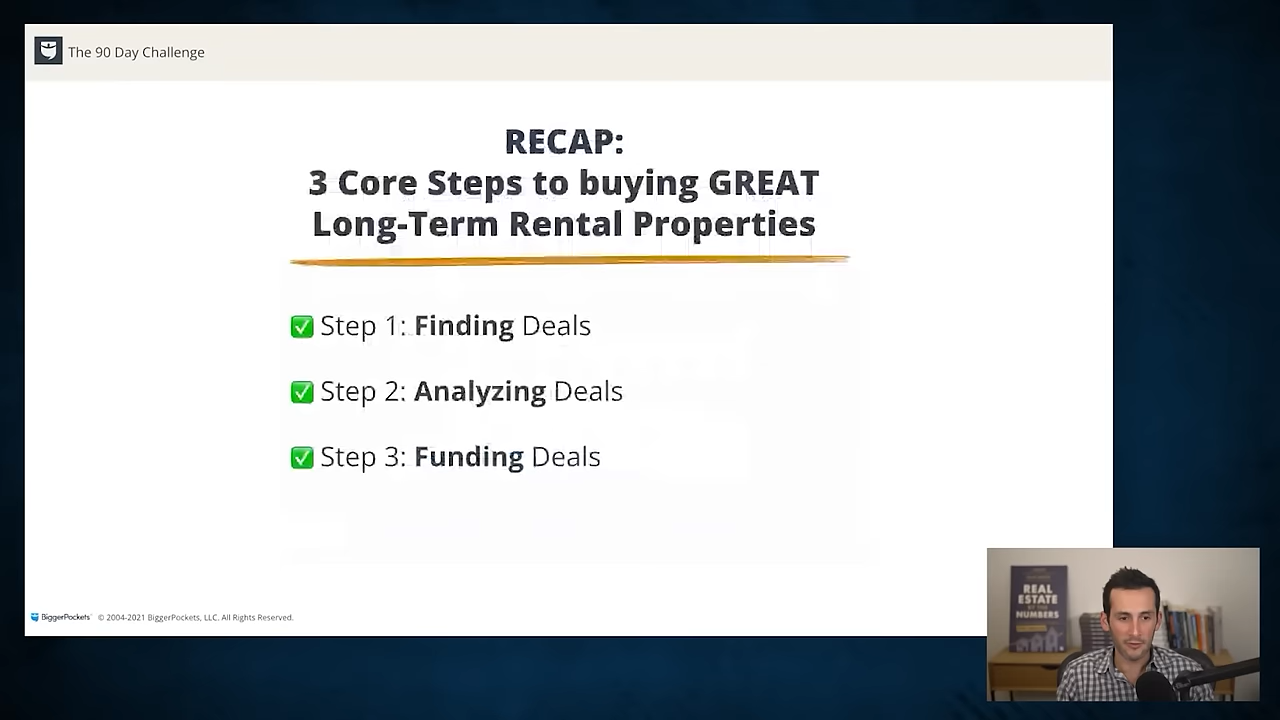 The 90 Day Challenge
RECAP:
3 Core Steps to buying GREAT
Long-Term Rental Properties
✅ Step 1: Finding Deals
✅ Step 2: Analyzing Deals
✅ Step 3: Funding Deals
BiggerPockets © 2004-2021 BiggerPockets, LLC. All Rights Reserved.
REAL
ESTATE
BY THE
NUMBERS